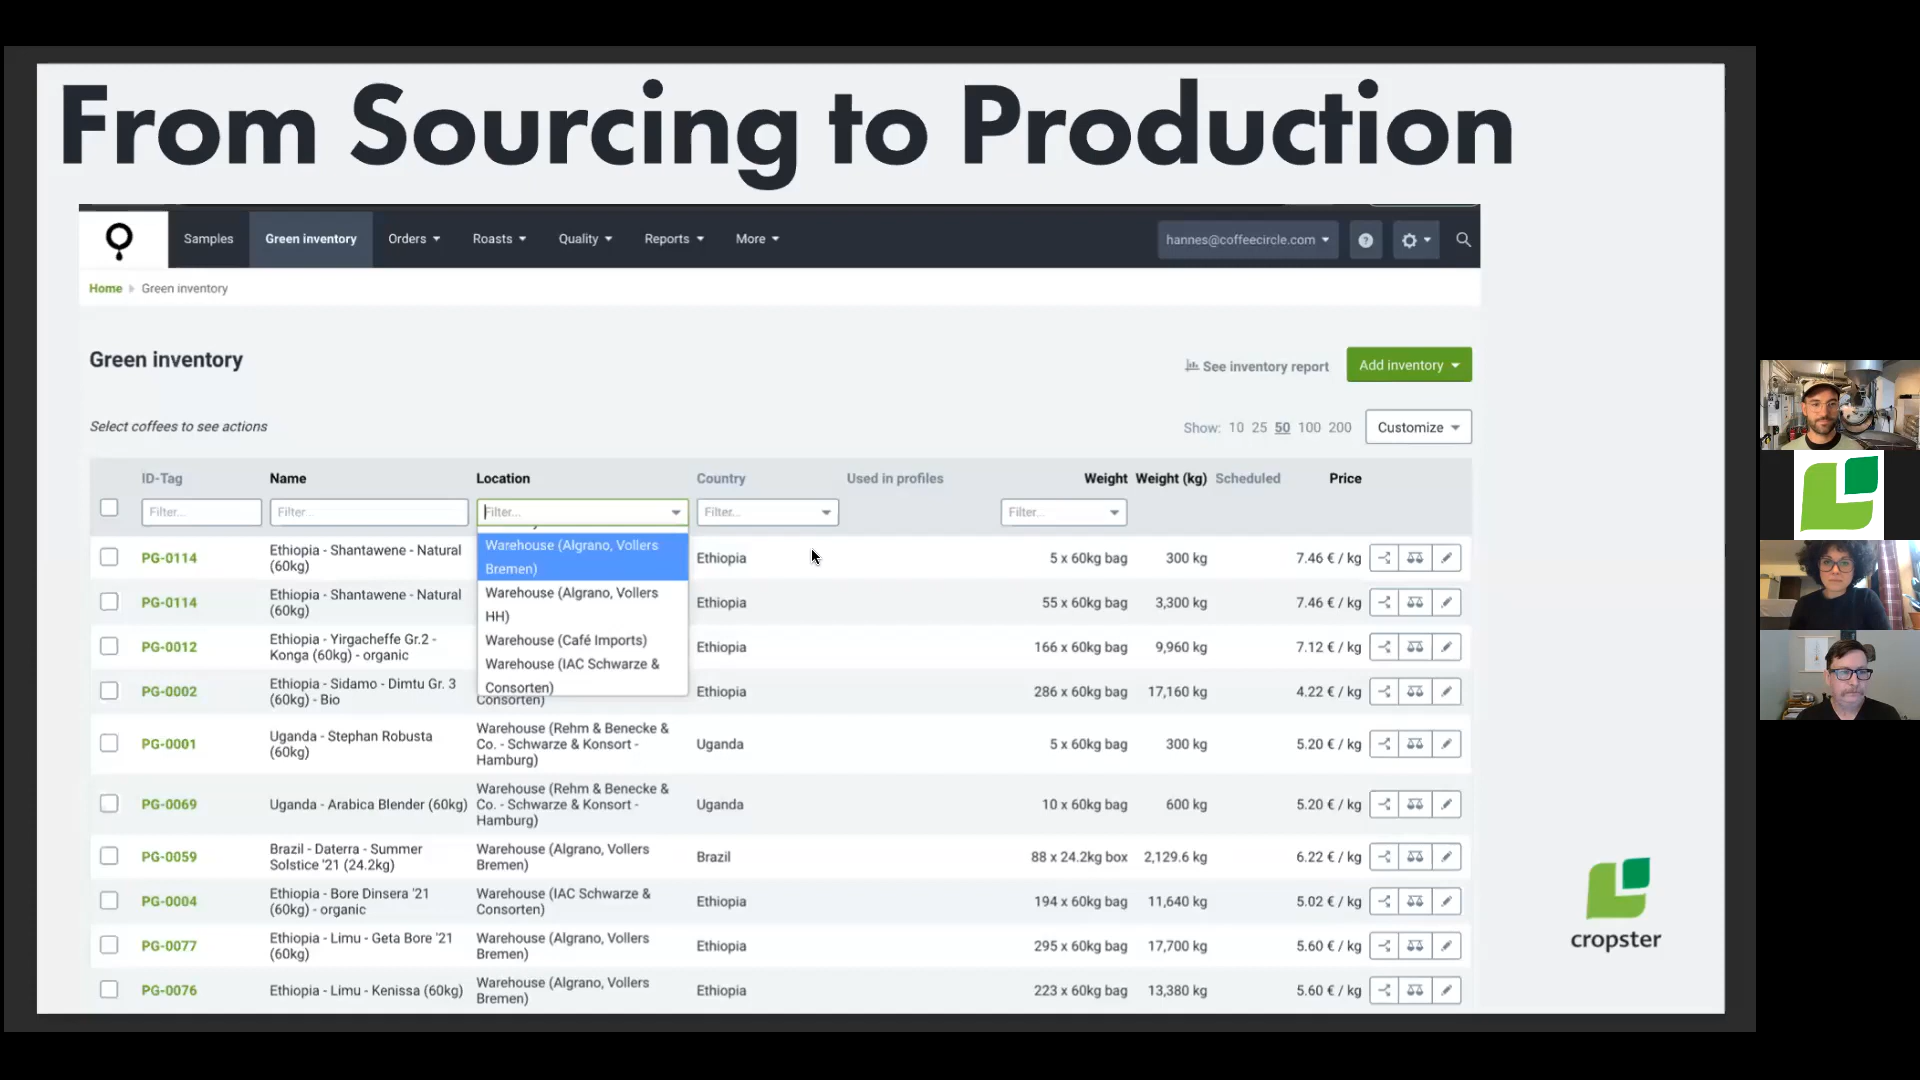 From Sourcing to Production
Samples
Green inventory
Orders
Roasts
Quality
Reports
More
hannes@coffeecircle.com
Home
Green inventory
Green inventory
See inventory report
Add inventory
Select coffees to see actions
Show: 10 25 50 100 200
Customize
ID-Tag
Name
Location
Country
Used in profiles
Weight
Weight (kg)
Scheduled
Price
Filter...
Filter...
Filter...
Filter...
Filter...
Warehouse (Algrano, Vollers
Bremen)
Warehouse (Algrano, Vollers
HH)
Warehouse (Café Imports)
Warehouse (IAC Schwarze &
Consorten)
PG-0114
Ethiopia - Shantawene - Natural
(60kg)
Ethiopia
5 x 60kg bag
300 kg
7.46 € / kg
PG-0114
Ethiopia - Shantawene - Natural
(60kg)
Ethiopia
55 x 60kg bag
3,300 kg
7.46 € / kg
PG-0012
Ethiopia - Yirgacheffe Gr.2 -
Konga (60kg) - organic
Ethiopia
166 x 60kg bag
9,960 kg
7.12 € / kg
PG-0002
Ethiopia - Sidamo - Dimtu Gr. 3
(60kg) - Bio
Consorten)
Ethiopia
286 x 60kg bag
17,160 kg
4.22 € / kg
PG-0001
Uganda - Stephan Robusta
(60kg)
Warehouse (Rehm & Benecke &
Co. - Schwarze & Konsort -
Hamburg)
Uganda
5 x 60kg bag
300 kg
5.20 € / kg
PG-0069
Uganda - Arabica Blender (60kg)
Warehouse (Rehm & Benecke &
Co. - Schwarze & Konsort -
Hamburg)
Uganda
10 x 60kg bag
600 kg
5.20 € / kg
PG-0059
Brazil - Daterra - Summer
Solstice '21 (24.2kg)
Warehouse (Algrano, Vollers
Bremen)
Brazil
88 x 24.2kg box
2,129.6 kg
6.22 € / kg
PG-0004
Ethiopia - Bore Dinsera '21
(60kg) - organic
Warehouse (IAC Schwarze &
Consorten)
Ethiopia
194 x 60kg bag
11,640 kg
5.02 € / kg
PG-0077
Ethiopia - Limu - Geta Bore '21
(60kg)
Warehouse (Algrano, Vollers
Bremen)
Ethiopia
295 x 60kg bag
17,700 kg
5.60 € / kg
PG-0076
Ethiopia - Limu - Kenissa (60kg)
Warehouse (Algrano, Vollers
Bremen)
Ethiopia
223 x 60kg bag
13,380 kg
5.60 € / kg
cropster